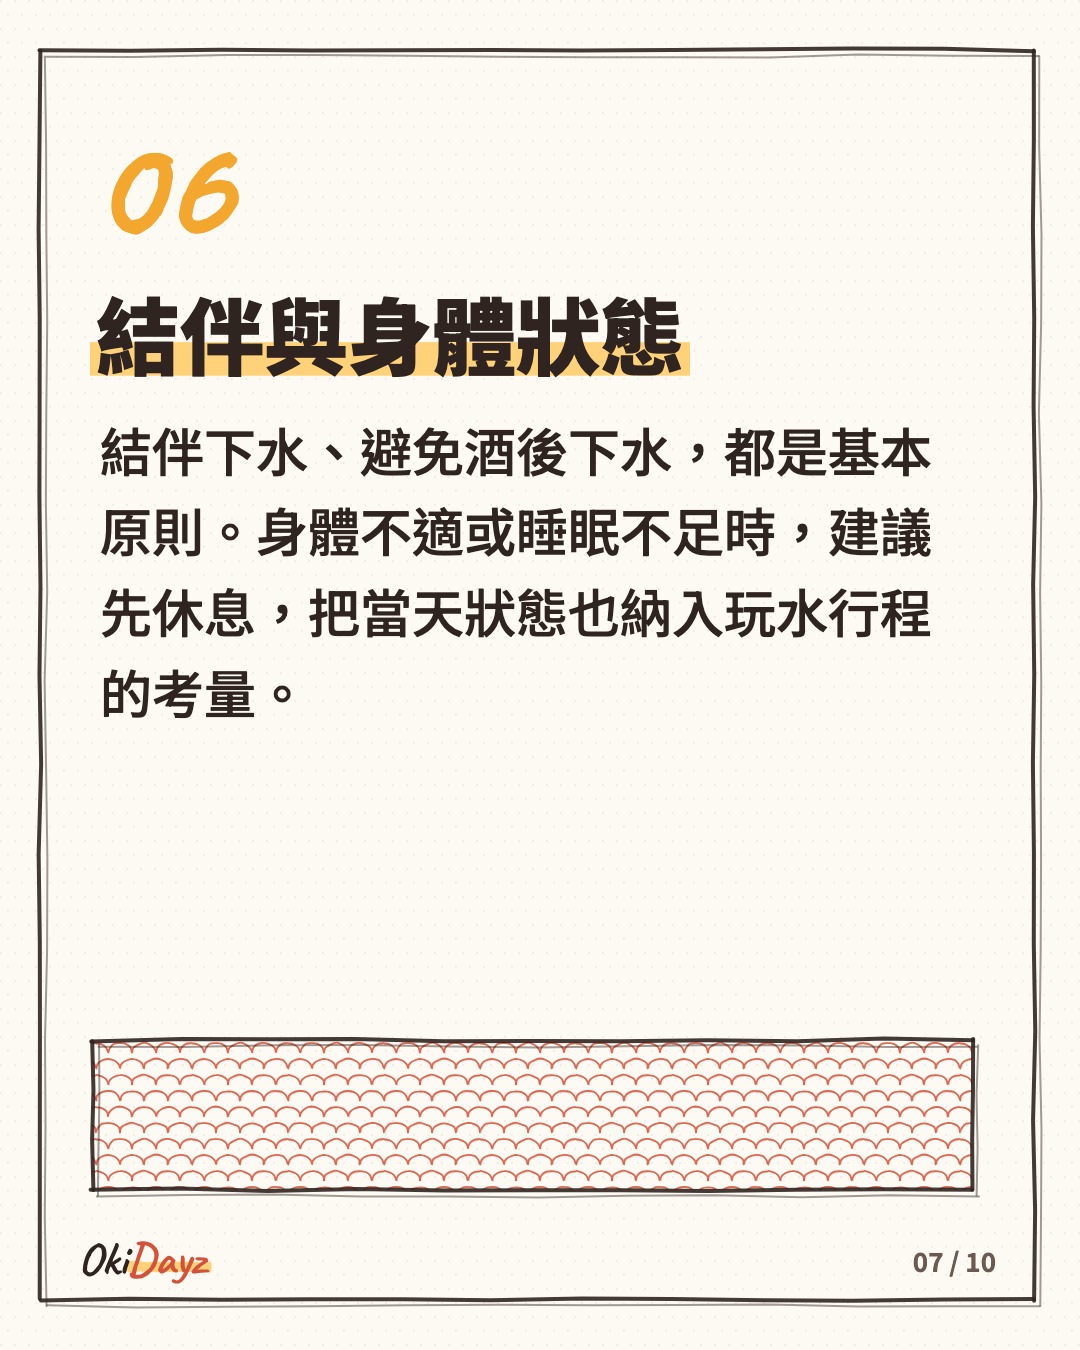 06
結伴與身體狀態
結伴下水、避免酒後下水，都是基本
原則。身體不適或睡眠不足時，建議
先休息，把當天狀態也納入玩水行程
的考量。
OkiDayz
07 / 10